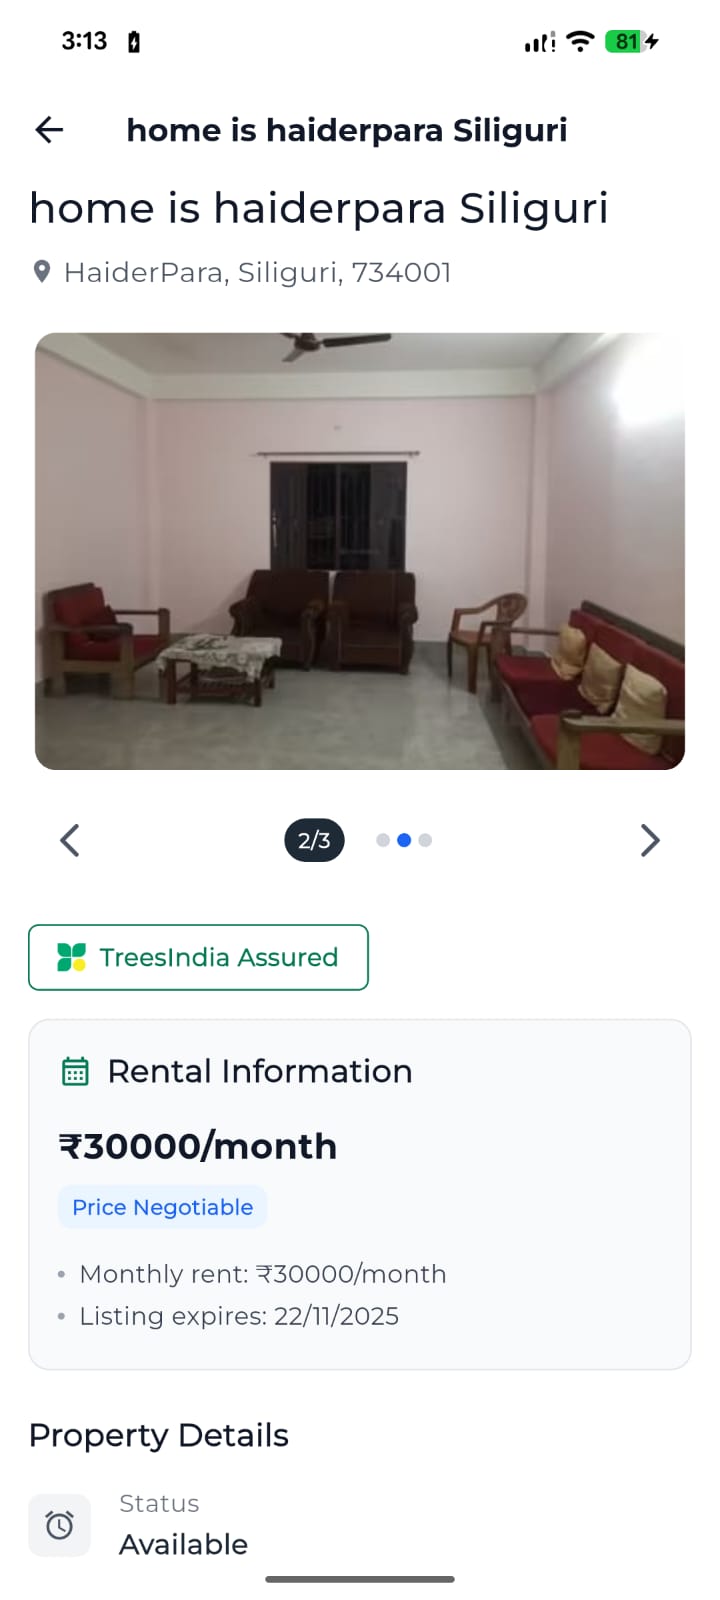 3:13
81
home is haiderpara Siliguri
home is haiderpara Siliguri
HaiderPara, Siliguri, 734001
2/3
TreesIndia Assured
Rental Information
₹30000/month
Price Negotiable
• Monthly rent: ₹30000/month
• Listing expires: 22/11/2025
Property Details
Status
Available